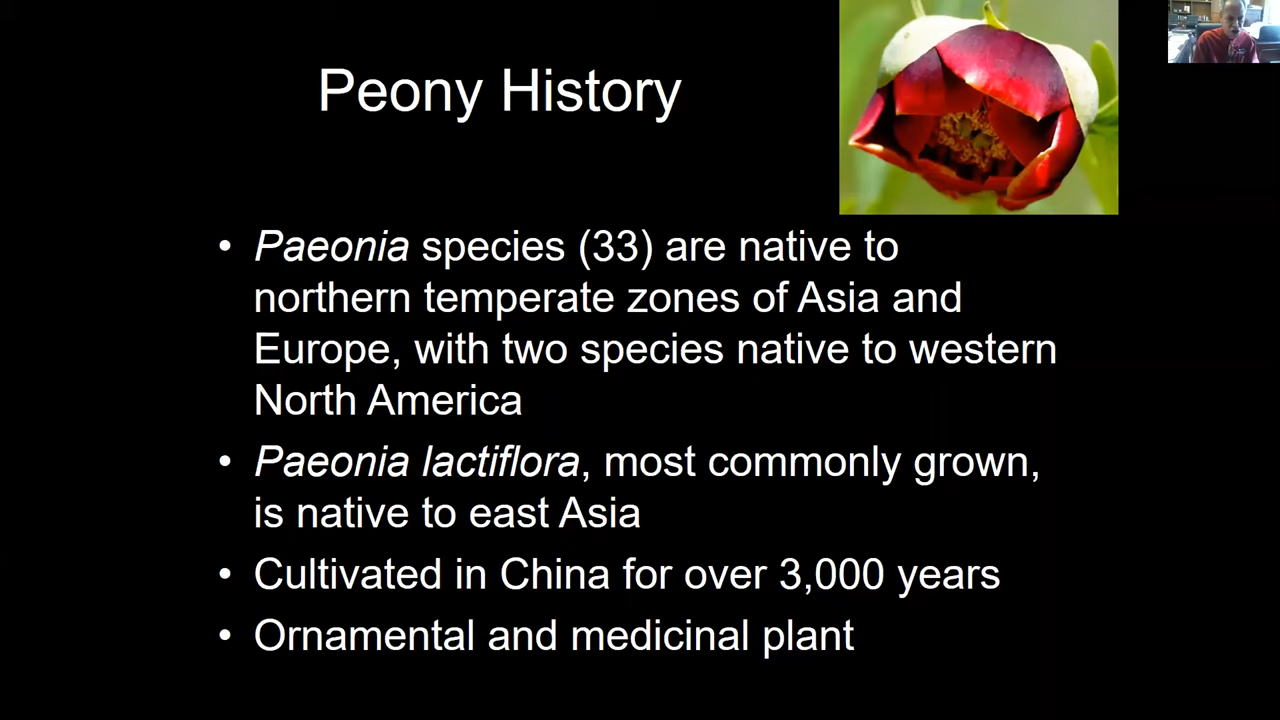 Peony History
• Paeonia species (33) are native to
northern temperate zones of Asia and
Europe, with two species native to western
North America
• Paeonia lactiflora, most commonly grown,
is native to east Asia
• Cultivated in China for over 3,000 years
• Ornamental and medicinal plant